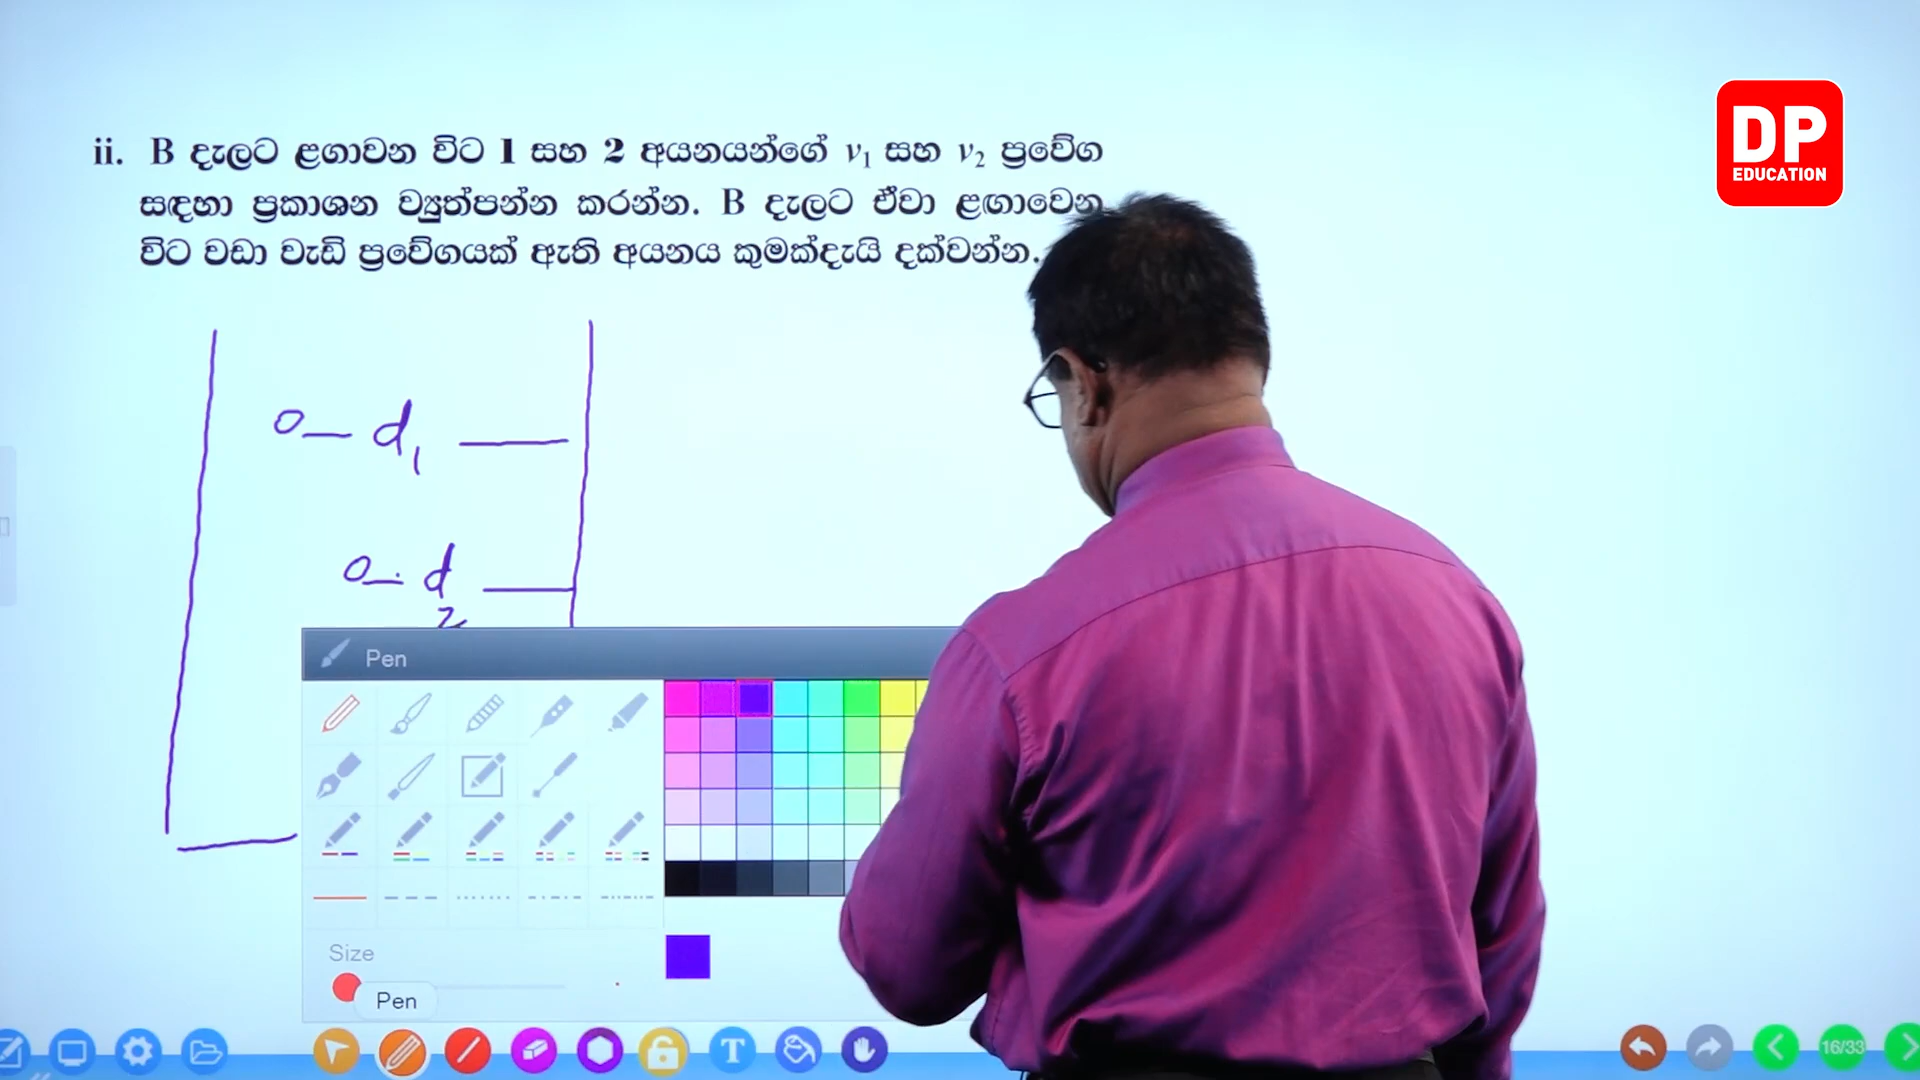 DP
EDUCATION
ii. B දැලට ළගාවන විට 1 සහ 2 අයනයන්ගේ v₁ සහ v₂ ප්‍රවේග
සඳහා ප්‍රකාශන ව්‍යුත්පන්න කරන්න. B දැලට ඒවා ළඟාවෙන
විට වඩා වැඩි ප්‍රවේගයක් ඇති අයනය කුමක්දැයි දක්වන්න.
d₁
d₂
Pen
Size
Pen
T
16/33